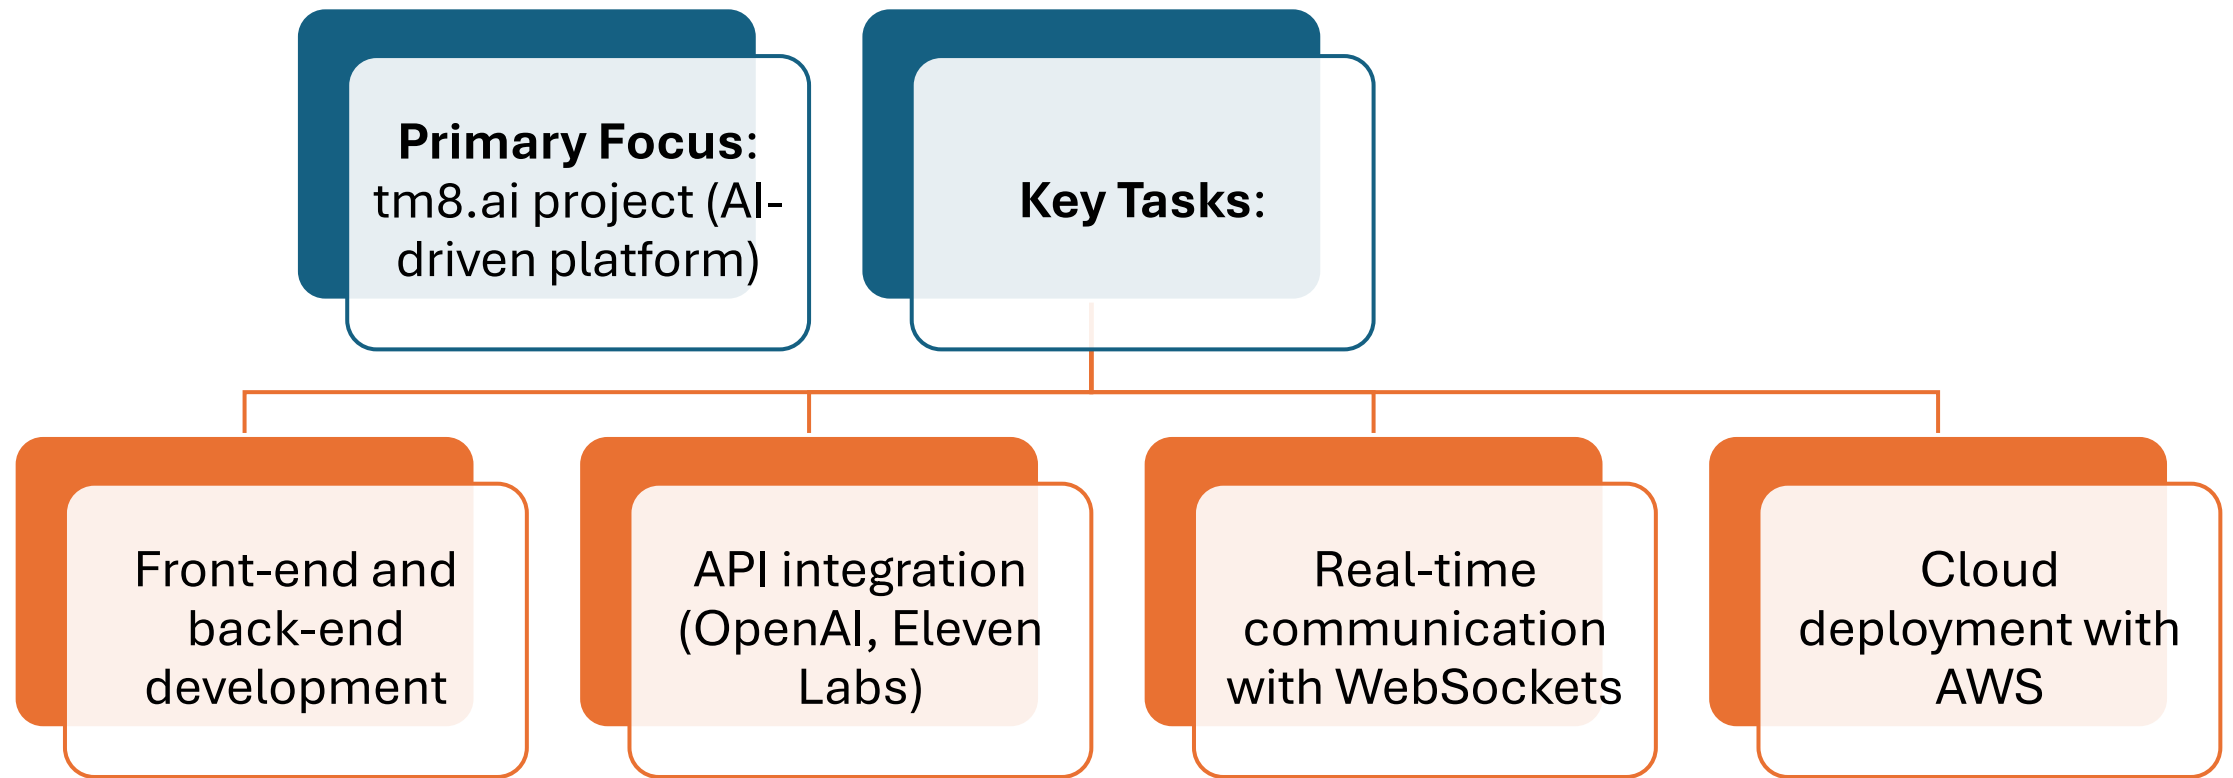 Primary Focus:
tm8.ai project (AI-
driven platform)
Key Tasks:
Front-end and
back-end
development
API integration
(OpenAI, Eleven
Labs)
Real-time
communication
with WebSockets
Cloud
deployment with
AWS